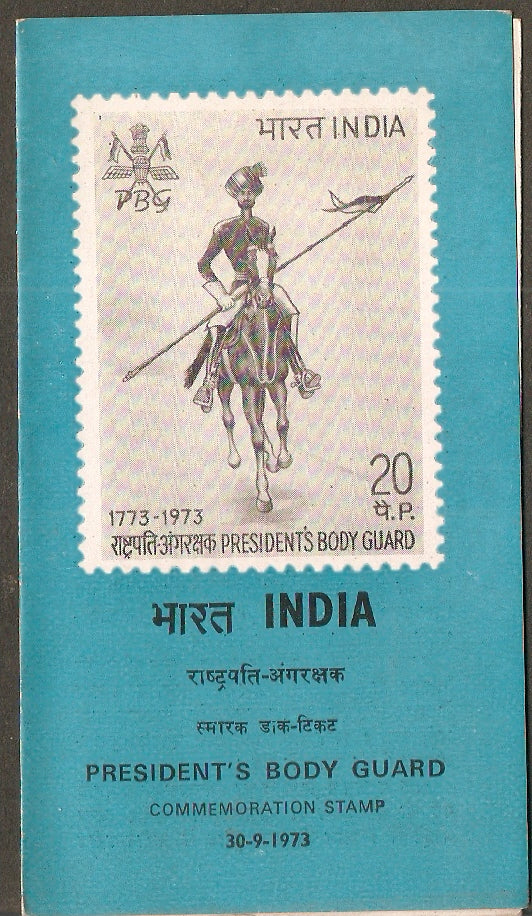 भारत INDIA
PBG
20
पै. P.
1773-1973
राष्ट्रपति-अंगरक्षक PRESIDENT'S BODY GUARD
भारत INDIA
राष्ट्रपति-अंगरक्षक
स्मारक डाक-टिकट
PRESIDENT'S BODY GUARD
COMMEMORATION STAMP
30-9-1973